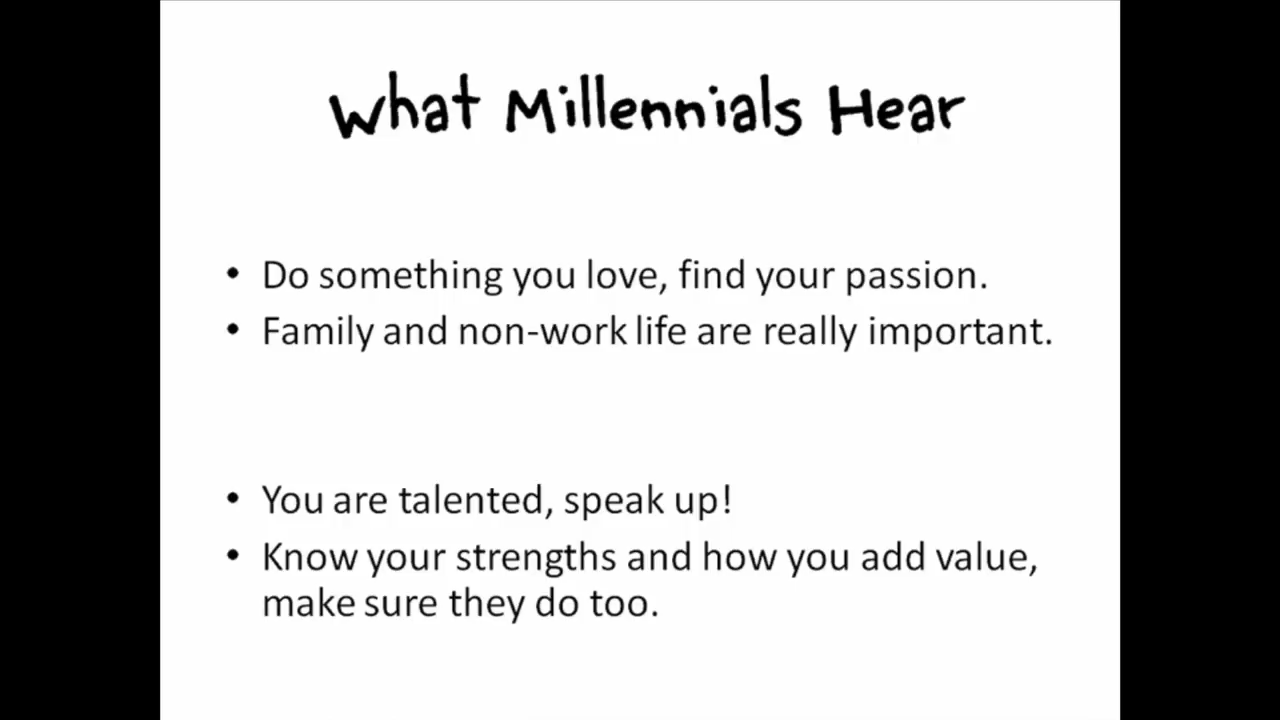 What Millennials Hear
• Do something you love, find your passion.
• Family and non-work life are really important.
• You are talented, speak up!
• Know your strengths and how you add value,
make sure they do too.